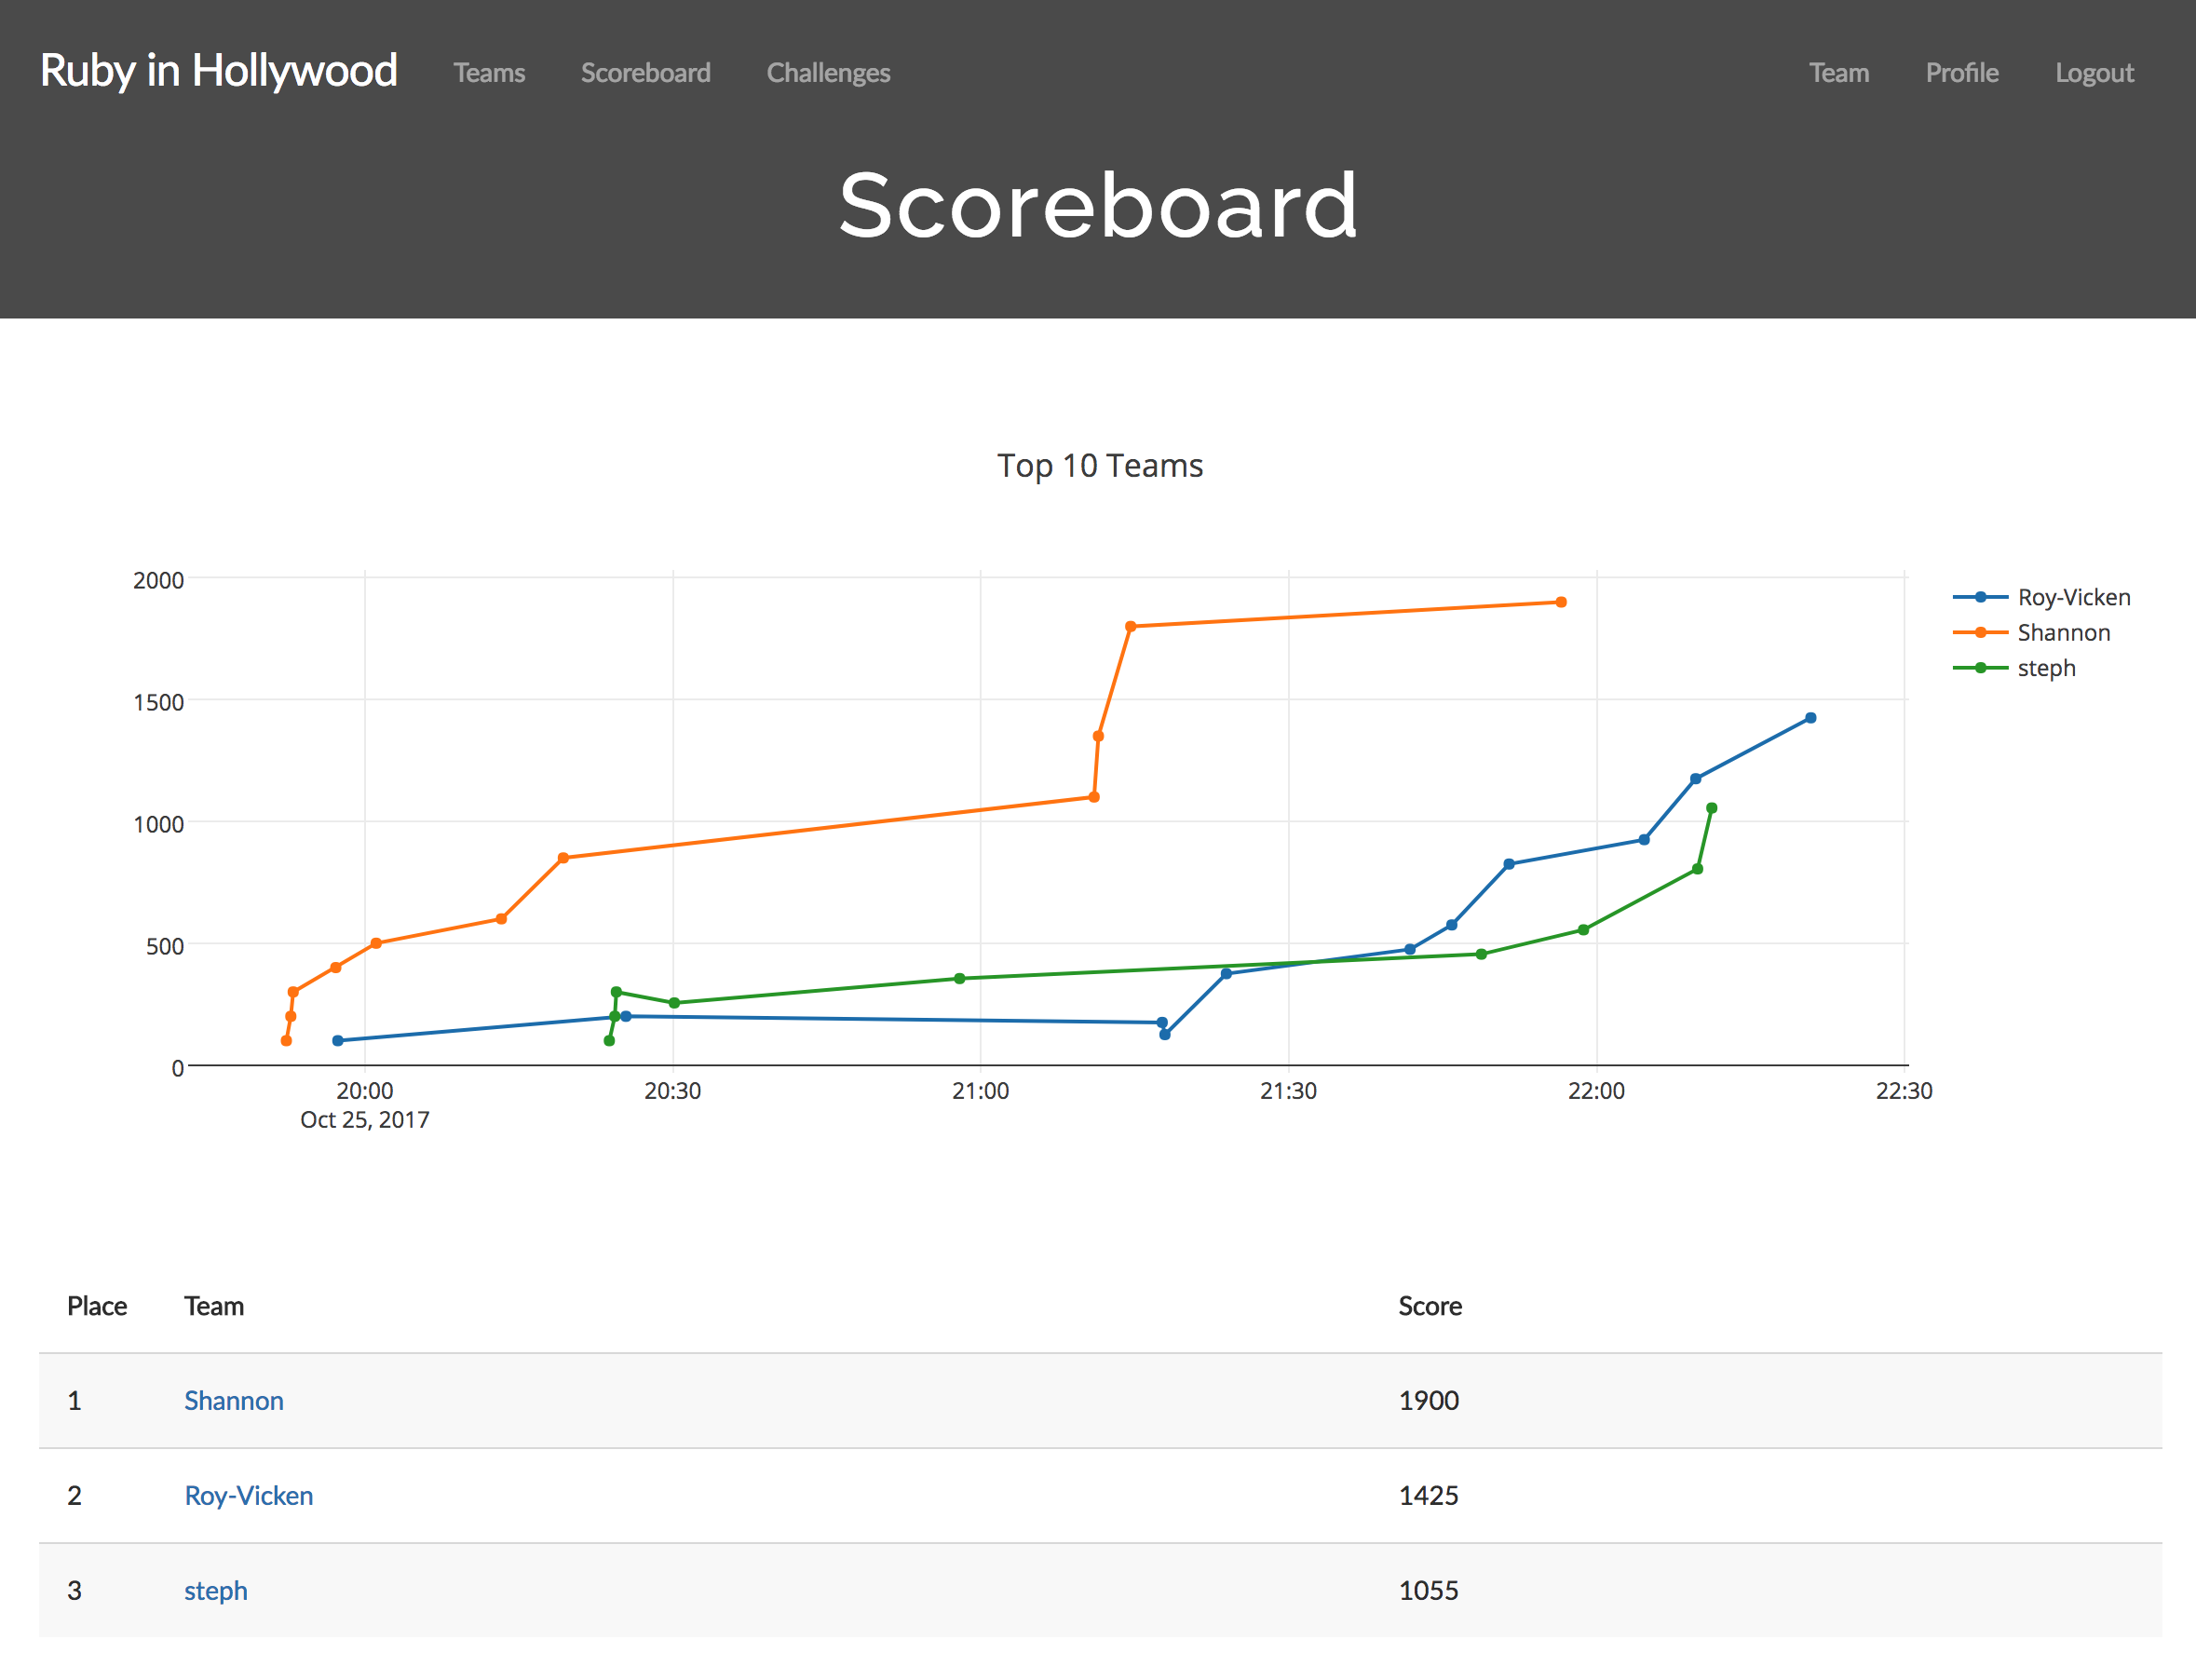 Ruby in Hollywood Teams Scoreboard Challenges Team Profile Logout
Scoreboard
Top 10 Teams
2000
1500
1000
500
0
20:00 20:30 21:00 21:30 22:00 22:30
Oct 25, 2017
Roy-Vicken
Shannon
steph
Place Team Score
1 Shannon 1900
2 Roy-Vicken 1425
3 steph 1055